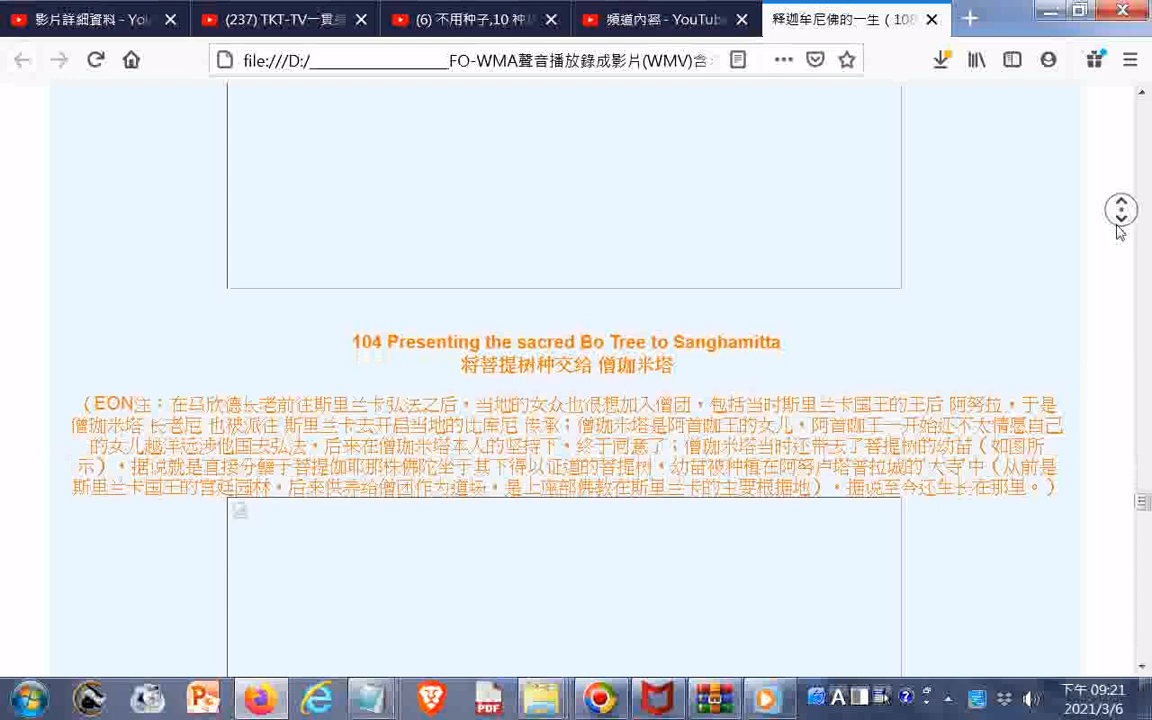 影片詳細資料 - Yo
(237) TKT-TV一貫
(6) 不用种子,10 种
頻道內容 - YouTub
释迦牟尼佛的一生（108
file:///D:/________________FO-WMA聲音播放錄成影片(WMV)含
104 Presenting the sacred Bo Tree to Sanghamitta
将菩提树种交给 僧珈米塔
（EON注：在马欣德长老前往斯里兰卡弘法之后，当地的女众也很想加入僧团，包括当时斯里兰卡国王的王后 阿努拉，于是
僧珈米塔 长老尼 也被派往 斯里兰卡去开启当地的比库尼 传承；僧珈米塔是阿首咖王的女儿，阿首咖王一开始还不太情愿自己
的女儿越洋远涉他国去弘法，后来在僧珈米塔本人的坚持下，终于同意了；僧珈米塔当时还带去了菩提树的幼苗（如图所
示），据说就是直接分蘖于菩提伽耶那株佛陀坐于其下得以证道的菩提树，幼苗被种植在阿努卢塔普拉城的 大寺中（从前是
斯里兰卡国王的宫廷园林，后来供养给僧团作为道场，是上座部佛教在斯里兰卡的主要根据地），据说至今还生长在那里。）
PDF
A
下午 09:21
2021/3/6